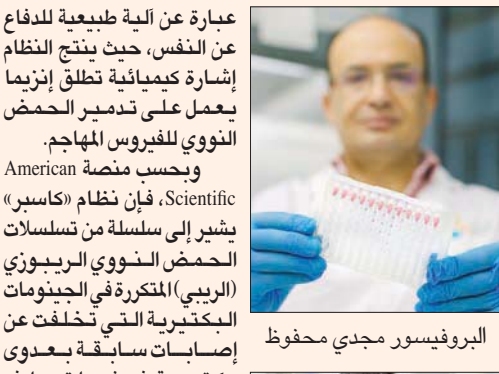 عبارة عن آلية طبيعية للدفاع
عن النفس، حيث ينتج النظام
إشارة كيميائية تطلق إنزيما
يعمل على تدمير الحمض
النووي للفيروس المهاجم.
وبحسب منصة American
Scientific، فإن نظام «كاسبر»
يشير إلى سلسلة من تسلسلات
الحمض النووي الريبوزي
(الريبي) المتكررة في الجينومات
البكتيرية التي تخلفت عن
إصابات سابقة بعدوى
البروفيسور مجدي محفوظ